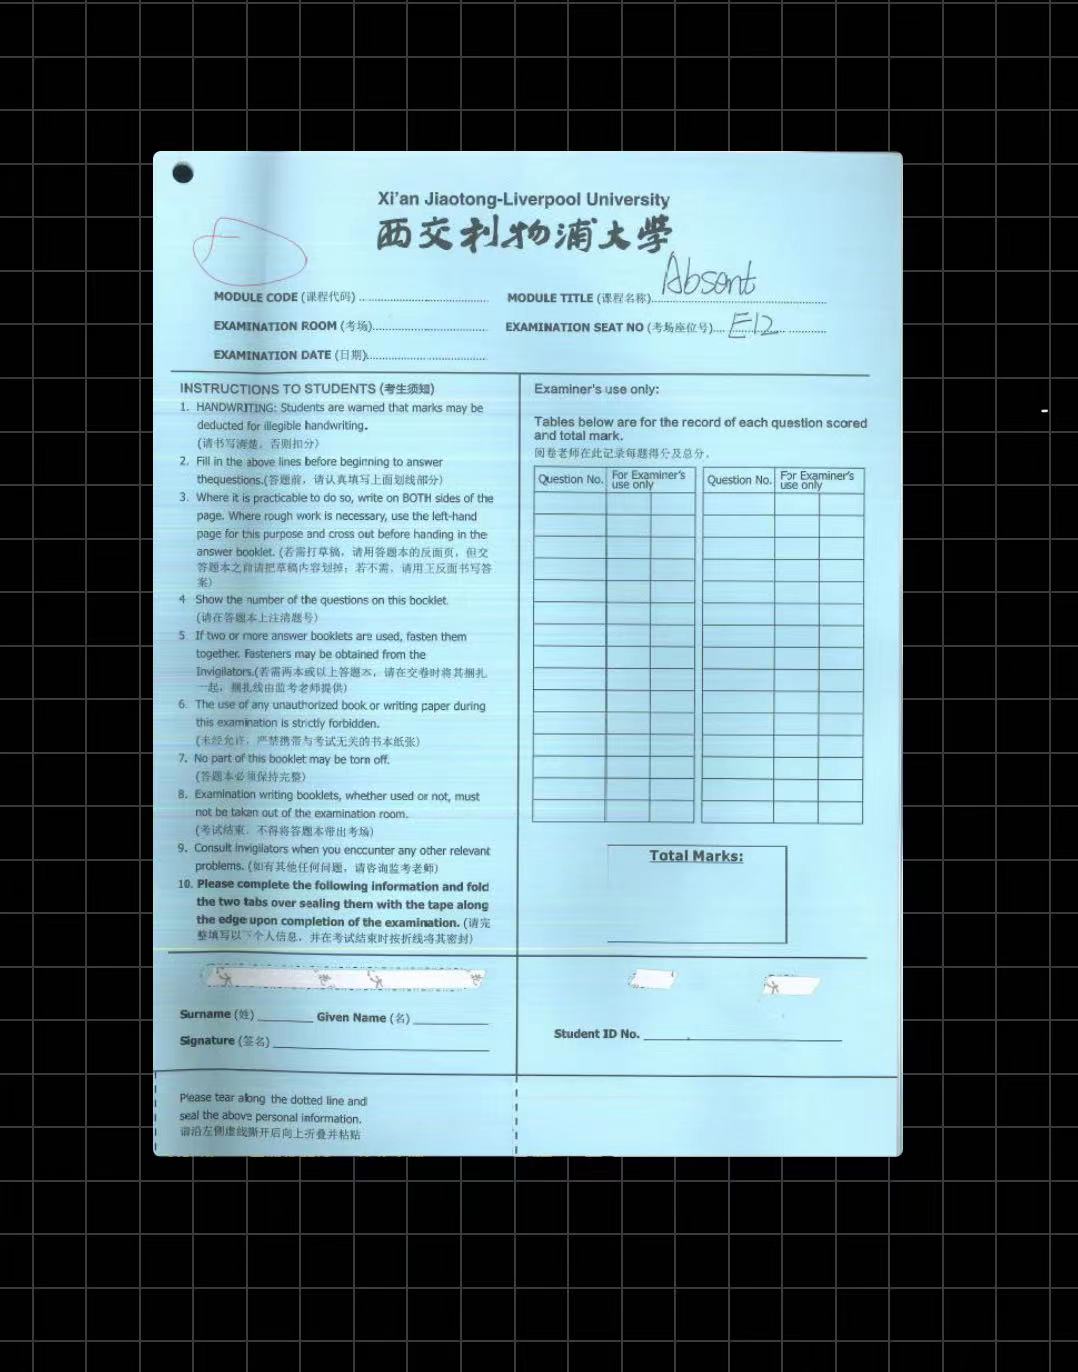 Xi'an Jiaotong-Liverpool University
西交利物浦大學
F
Absent
MODULE CODE (课程代码)
MODULE TITLE (课程名称)
EXAMINATION ROOM (考场)
EXAMINATION SEAT NO (考场座位号) E12
EXAMINATION DATE (日期)
INSTRUCTIONS TO STUDENTS (考生须知)
1. HANDWRITING: Students are warned that marks may be
deducted for illegible handwriting.
(请书写清楚，否则扣分)
2. Fill in the above lines before beginning to answer
thequestions.(答题前，请认真填写上面划线部分)
3. Where it is practicable to do so, write on BOTH sides of the
page. Where rough work is necessary, use the left-hand
page for this purpose and cross out before handing in the
answer booklet. (若需打草稿，请用答题本的反面页，但交
答题本之前请把草稿内容划掉；若不需，请用正反面书写答
案)
4 Show the number of the questions on this booklet.
(请在答题本上注清题号)
5 If two or more answer booklets are used, fasten them
together. Fasteners may be obtained from the
Invigilators.(若需两本或以上答题本，请在交卷时将其捆扎
一起，捆扎线由监考老师提供)
6. The use of any unauthorized book or writing paper during
this examination is strictly forbidden.
(未经允许，严禁携带与考试无关的书本纸张)
7. No part of this booklet may be torn off.
(答题本必须保持完整)
8. Examination writing booklets, whether used or not, must
not be taken out of the examination room.
(考试结束，不得将答题本带出考场)
9. Consult invigilators when you encounter any other relevant
problems. (如有其他任何问题，请咨询监考老师)
10. Please complete the following information and fold
the two tabs over sealing them with the tape along
the edge upon completion of the examination. (请完
整填写以下个人信息，并在考试结束时按折线将其密封)
Examiner's use only:
Tables below are for the record of each question scored
and total mark.
阅卷老师在此记录每题得分及总分。
Question No. For Examiner's use only Question No. For Examiner's use only
Total Marks:
Surname (姓) Given Name (名)
Signature (签名)
Student ID No.
Please tear along the dotted line and
seal the above personal information.
请沿左侧虚线撕开后向上折叠并粘贴